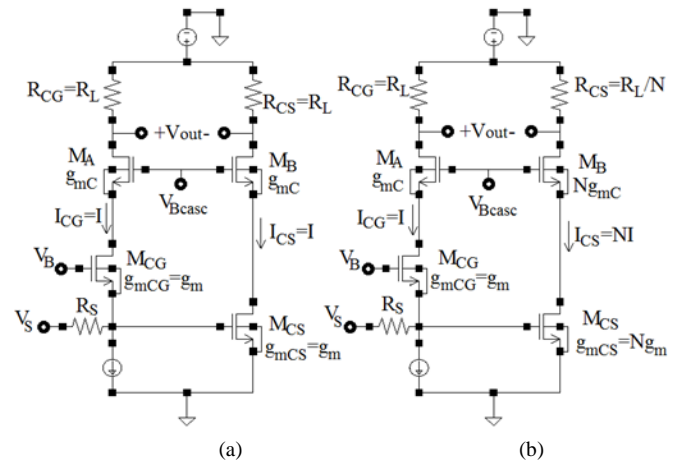 R_CG=R_L
R_CS=R_L
+Vout-
M_A
g_mC
M_B
g_mC
V_Bcasc
I_CG=I
I_CS=I
V_B
M_CG
g_mCG=g_m
V_S
R_S
M_CS
g_mCS=g_m
(a)
R_CG=R_L
R_CS=R_L/N
+Vout-
M_A
g_mC
M_B
Ng_mC
V_Bcasc
I_CG=I
I_CS=NI
V_B
M_CG
g_mCG=g_m
V_S
R_S
M_CS
g_mCS=Ng_m
(b)